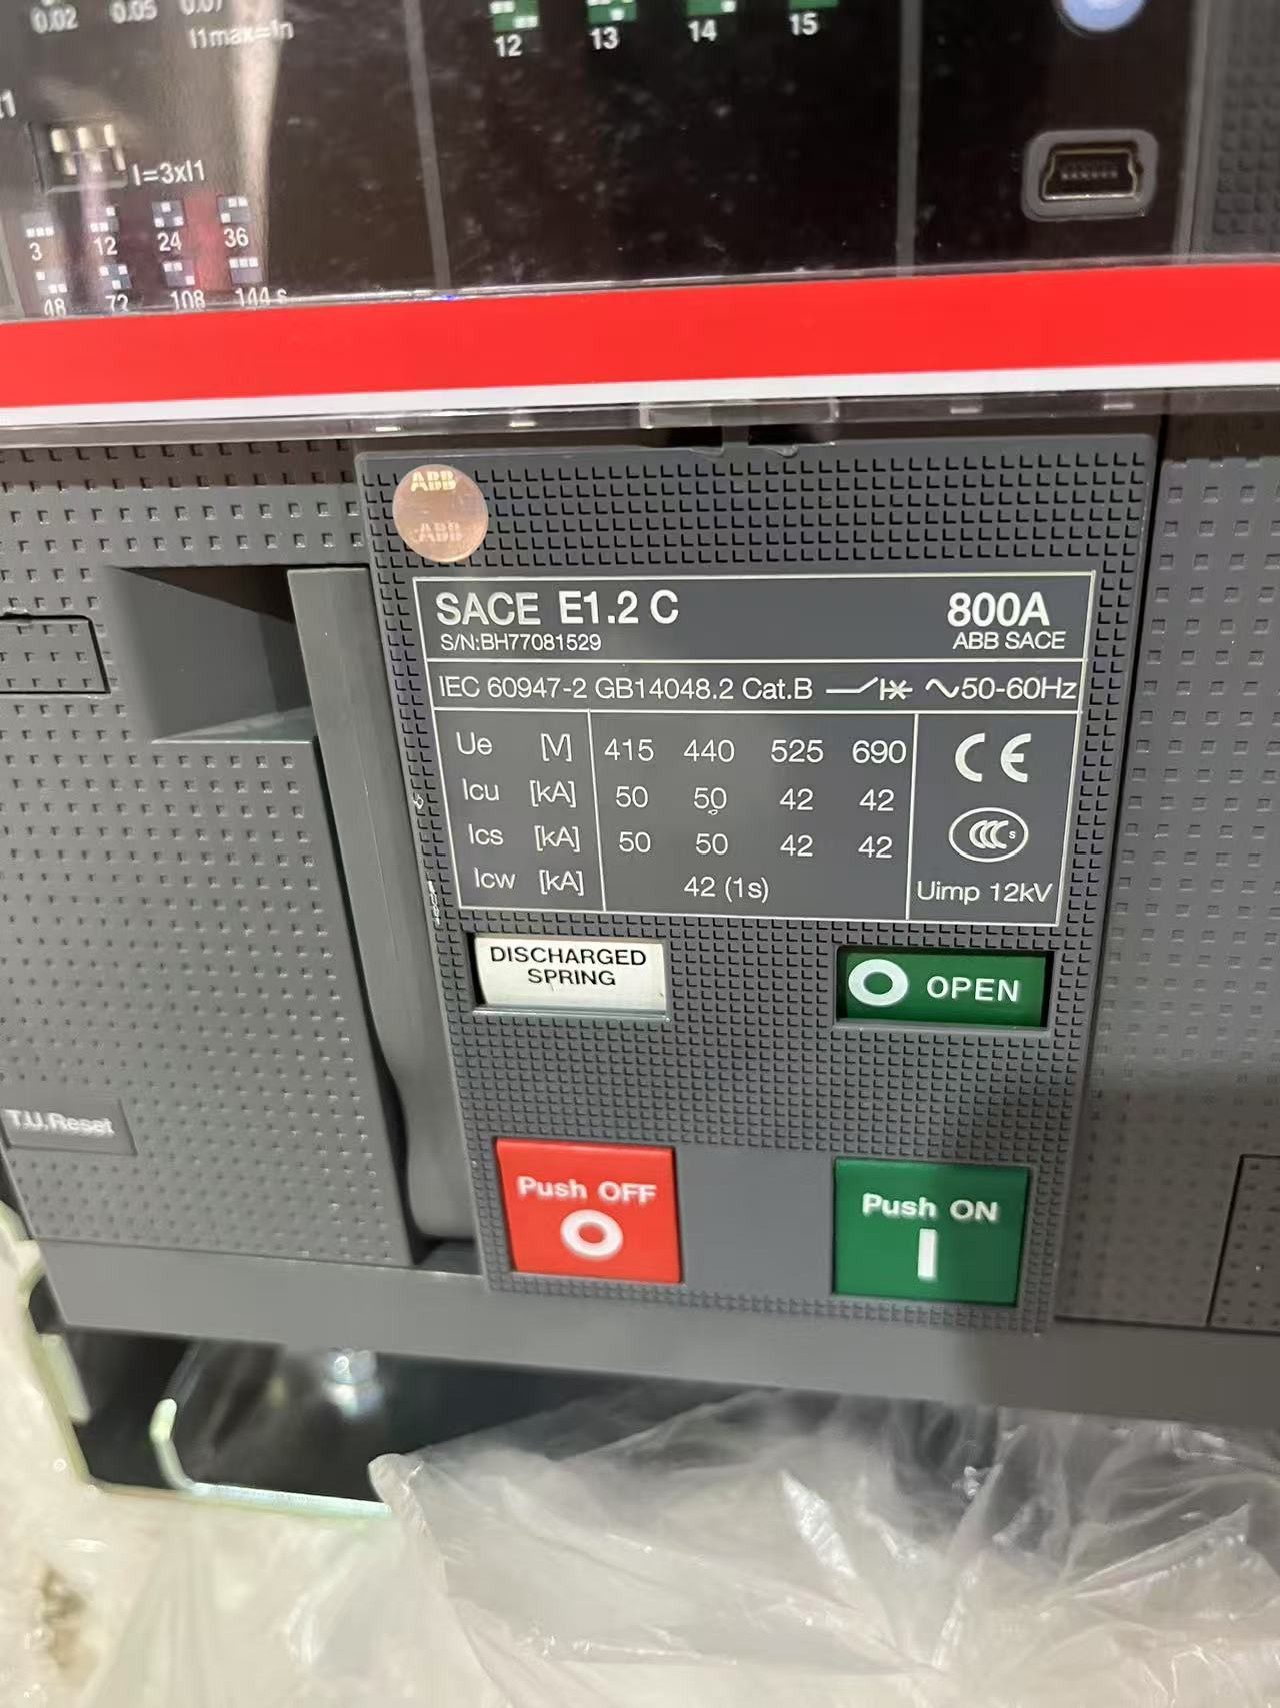 0.02 0.05 0.07
I1max=In
12 13 14 15
I=3xI1
3 12 24 36
48 72 108 144 s
ABB
ABB
SACE E1.2 C 800A
S/N:BH77081529 ABB SACE
IEC 60947-2 GB14048.2 Cat.B 50-60Hz
Ue [V] 415 440 525 690
Icu [kA] 50 50 42 42
Ics [kA] 50 50 42 42
Icw [kA] 42 (1s)
CE
CCC S
Uimp 12kV
DISCHARGED
SPRING
OPEN
T.U.Reset
Push OFF
Push ON